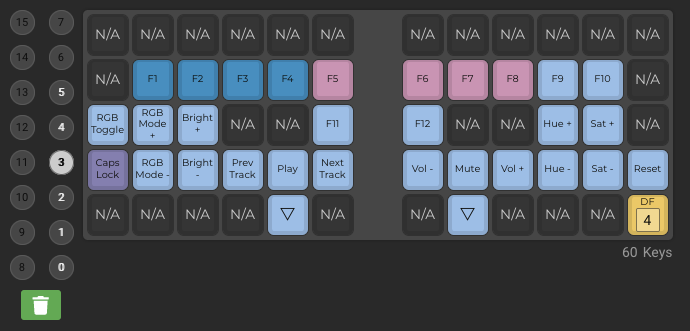 15 7 N/A N/A N/A N/A N/A N/A N/A N/A N/A N/A N/A N/A
14 6
13 5 N/A F1 F2 F3 F4 F5 F6 F7 F8 F9 F10 N/A
12 4 RGB Toggle RGB Mode + Bright + N/A N/A F11 F12 N/A N/A Hue + Sat + N/A
11 3 Caps Lock RGB Mode - Bright - Prev Track Play Next Track Vol - Mute Vol + Hue - Sat - Reset
10 2 N/A N/A N/A N/A ▽ N/A N/A ▽ N/A N/A N/A DF 4
9 1
8 0
60 Keys